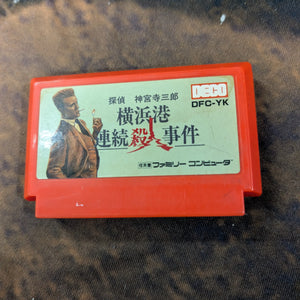 DECO
DFC-YK
探偵 神宮寺三郎
横浜港
連続殺人事件
ファミリー コンピュータ